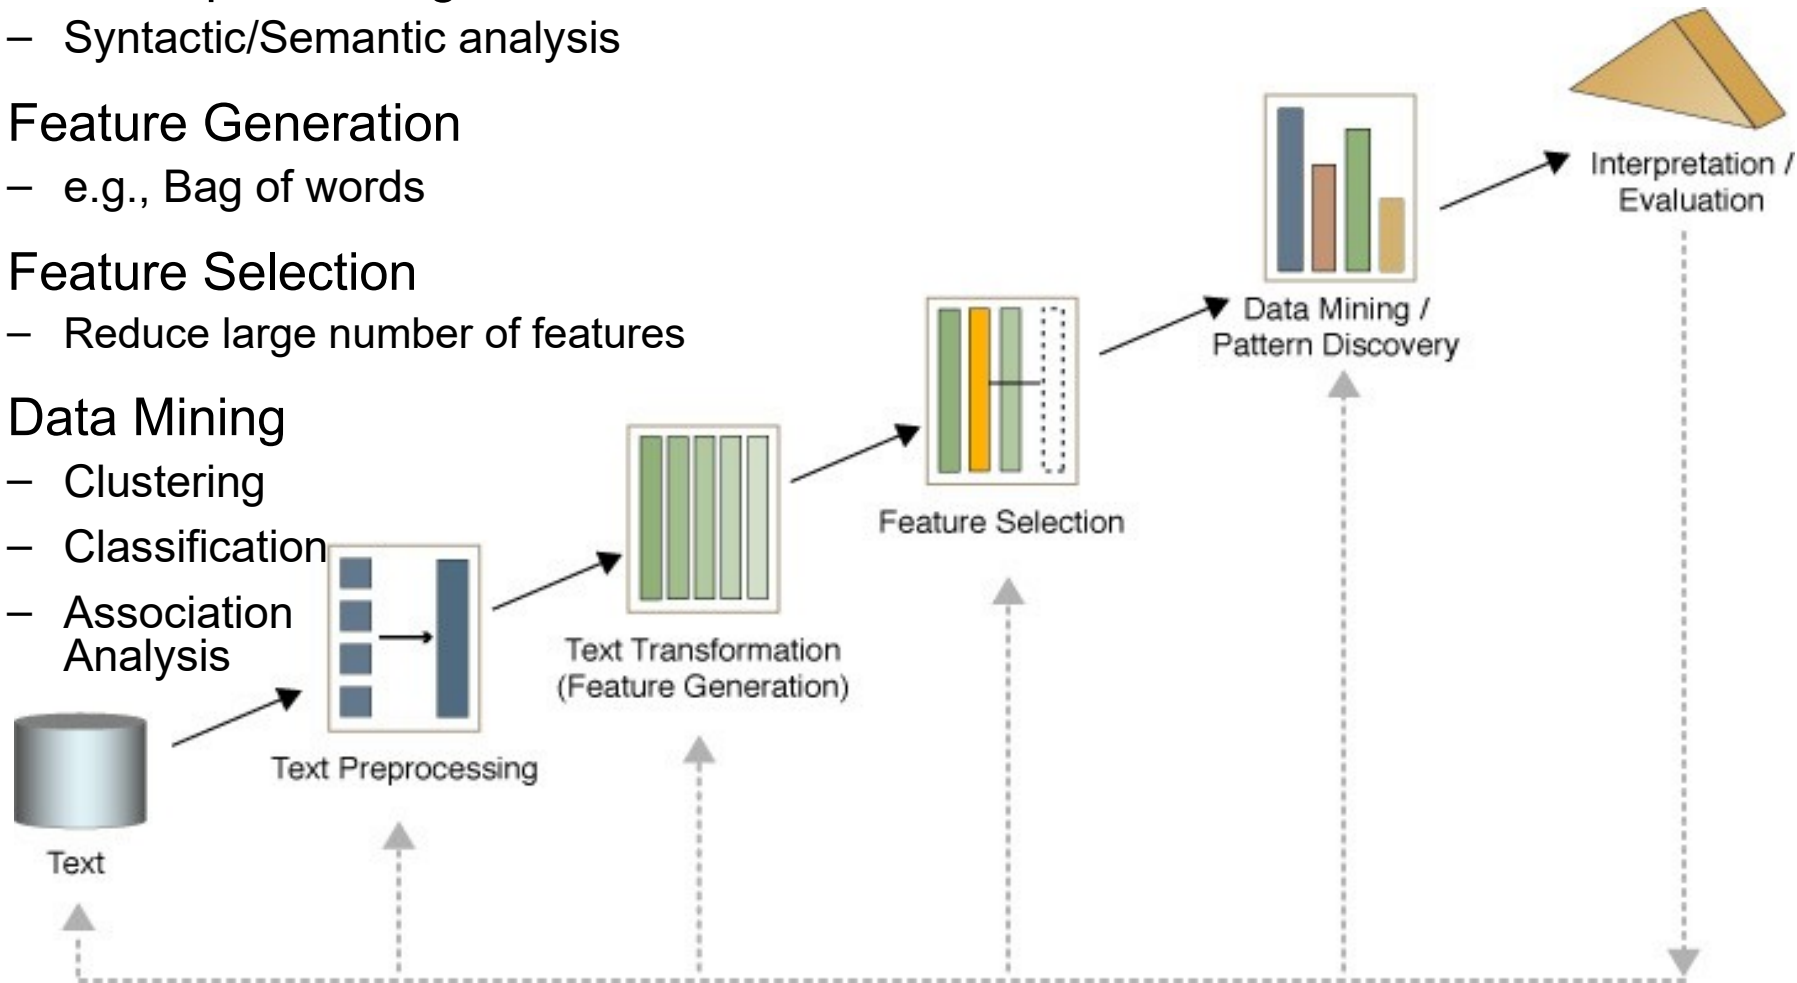 – Syntactic/Semantic analysis
Feature Generation
– e.g., Bag of words
Feature Selection
– Reduce large number of features
Data Mining
– Clustering
– Classification
– Association
Analysis
Text
Text Preprocessing
Text Transformation
(Feature Generation)
Feature Selection
Data Mining /
Pattern Discovery
Interpretation /
Evaluation